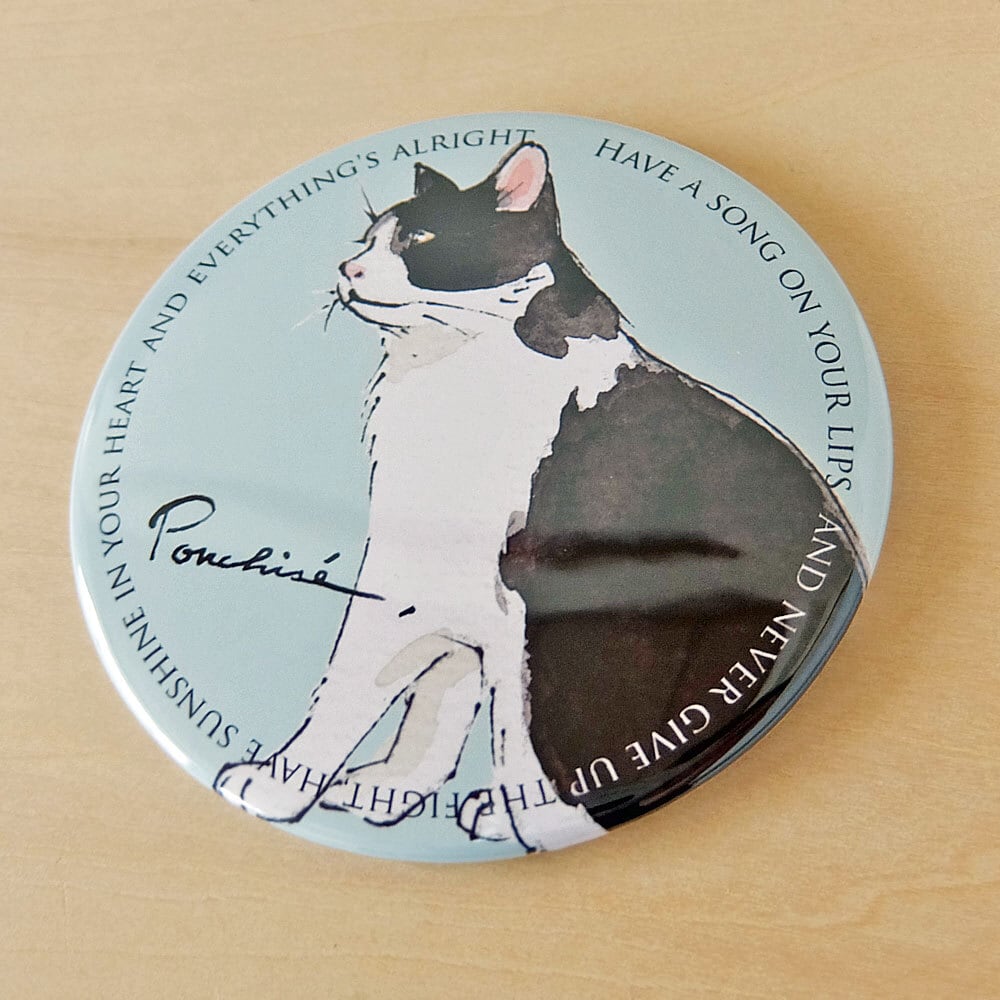 HAVE A SONG ON YOUR LIPS AND NEVER GIVE UP THE FIGHT, HAVE SUNSHINE IN YOUR HEART AND EVERYTHING'S ALRIGHT
Ponchisé.